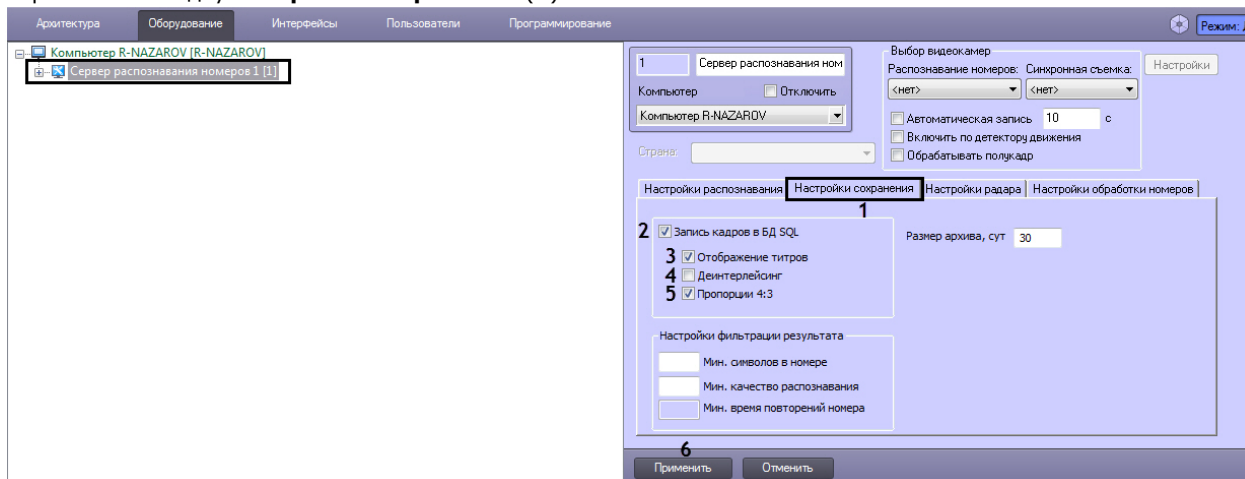 Архитектура Оборудование Интерфейсы Пользователи Программирование Режим:
Компьютер R-NAZAROV [R-NAZAROV]
Сервер распознавания номеров 1 [1]
1 Сервер распознавания ном
Компьютер Отключить
Компьютер R-NAZAROV
Страна:
Выбор видеокамер
Распознавание номеров: Синхронная съемка: Настройки
<нет> <нет>
Автоматическая запись 10 с
Включить по детектору движения
Обрабатывать полукадр
Настройки распознавания Настройки сохранения Настройки радара Настройки обработки номеров
1
2 Запись кадров в БД SQL
3 Отображение титров
4 Деинтерлейсинг
5 Пропорции 4:3
Размер архива, сут 30
Настройки фильтрации результата
Мин. символов в номере
Мин. качество распознавания
Мин. время повторений номера
6
Применить Отменить